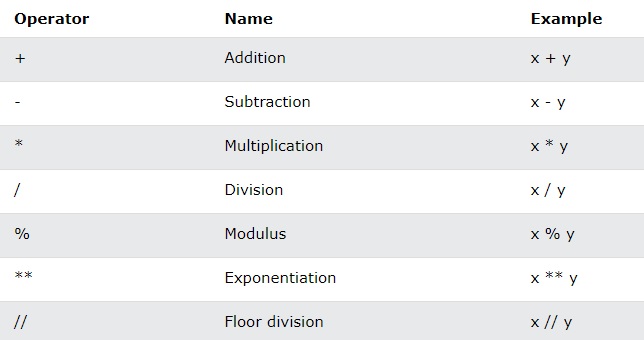 Operator Name Example
+ Addition x + y
- Subtraction x - y
* Multiplication x * y
/ Division x / y
% Modulus x % y
** Exponentiation x ** y
// Floor division x // y